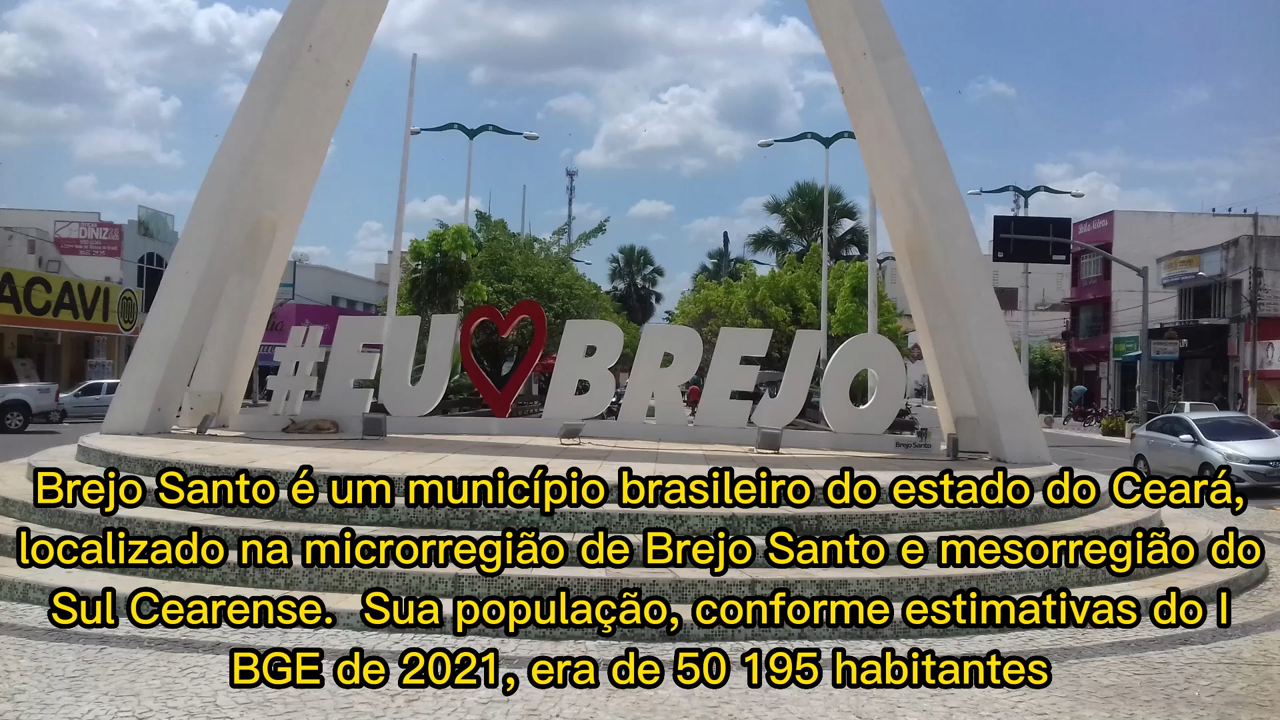 DINIZ
ACAVI
#EU BREJO
Brejo Santo
Brejo Santo é um município brasileiro do estado do Ceará,
localizado na microrregião de Brejo Santo e mesorregião do
Sul Cearense. Sua população, conforme estimativas do I
BGE de 2021, era de 50 195 habitantes